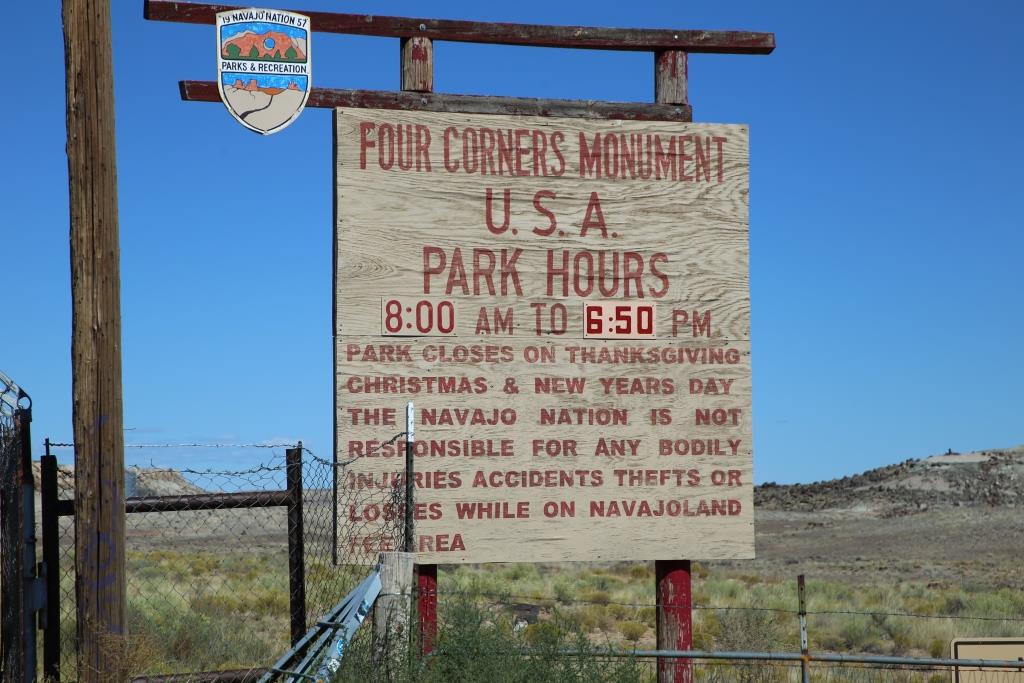 19 NAVAJO NATION 57
PARKS & RECREATION
FOUR CORNERS MONUMENT
U.S.A.
PARK HOURS
8:00 AM TO 6:50 PM
PARK CLOSES ON THANKSGIVING
CHRISTMAS & NEW YEARS DAY
THE NAVAJO NATION IS NOT
RESPONSIBLE FOR ANY BODILY
INJURIES ACCIDENTS THEFTS OR
LOSSES WHILE ON NAVAJOLAND
FEE AREA